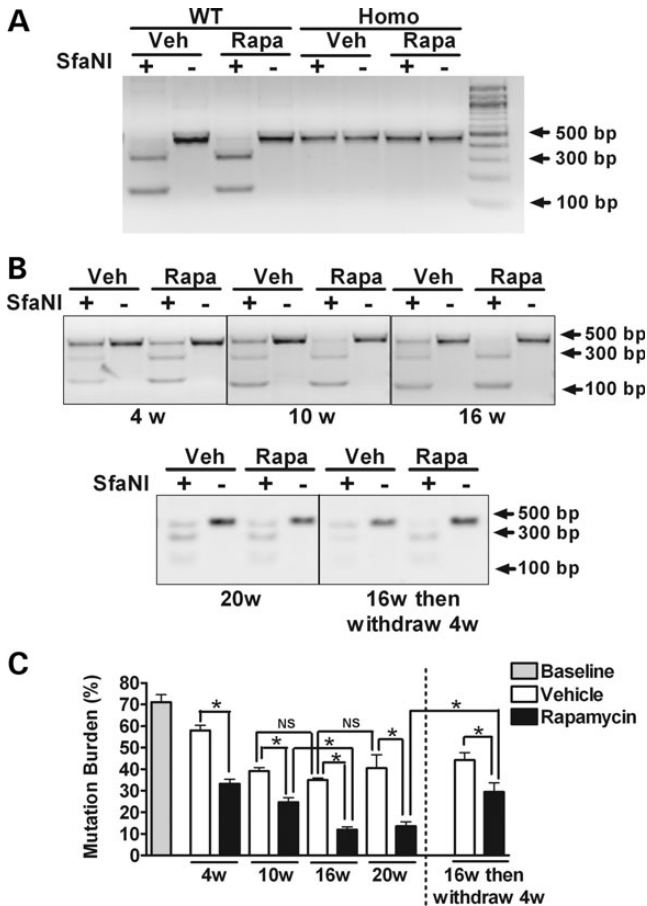 A
WT Homo
Veh Rapa Veh Rapa
SfaNI + - + - + - + -
500 bp
300 bp
100 bp
B
Veh Rapa Veh Rapa Veh Rapa
SfaNI + - + - + - + - + - + -
500 bp
300 bp
100 bp
4 w 10 w 16 w
Veh Rapa Veh Rapa
SfaNI + - + - + - + -
500 bp
300 bp
100 bp
20w 16w then
withdraw 4w
C
Baseline
Vehicle
Rapamycin
Mutation Burden (%)
80
70
60
50
40
30
20
10
0
* NS * * NS * * * *
4w 10w 16w 20w 16w then
withdraw 4w